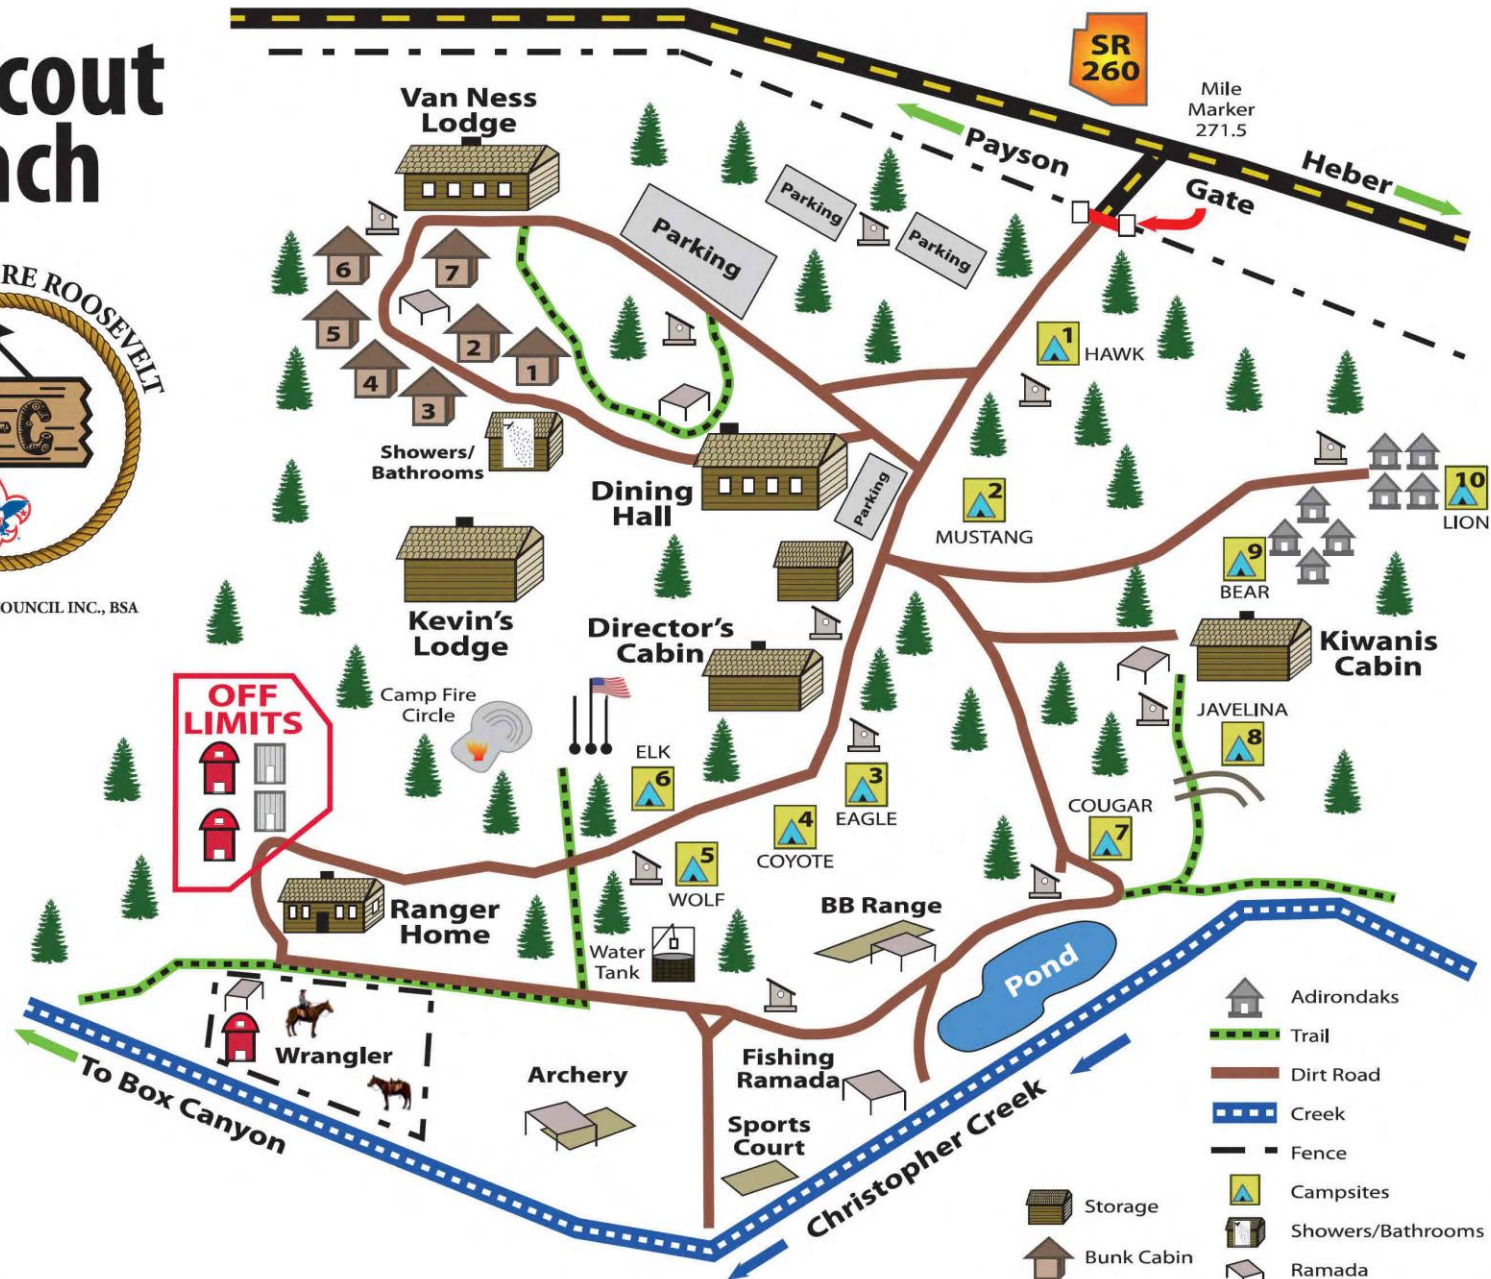 cout
nch
RE ROOSEVELT
-C
OUNCIL INC., BSA
SR
260
Mile
Marker
271.5
Payson
Heber
Gate
Van Ness
Lodge
Parking
Parking
Parking
6
7
5
2
1
4
3
Showers/
Bathrooms
1
HAWK
Dining
Hall
Parking
2
MUSTANG
10
LION
9
BEAR
Kevin's
Lodge
Director's
Cabin
Kiwanis
Cabin
OFF
LIMITS
Camp Fire
Circle
JAVELINA
8
ELK
6
3
EAGLE
COUGAR
7
4
COYOTE
5
WOLF
Ranger
Home
BB Range
Water
Tank
Pond
Wrangler
To Box Canyon
Archery
Fishing
Ramada
Sports
Court
Christopher Creek
Adirondaks
Trail
Dirt Road
Creek
Fence
Campsites
Showers/Bathrooms
Ramada
Storage
Bunk Cabin